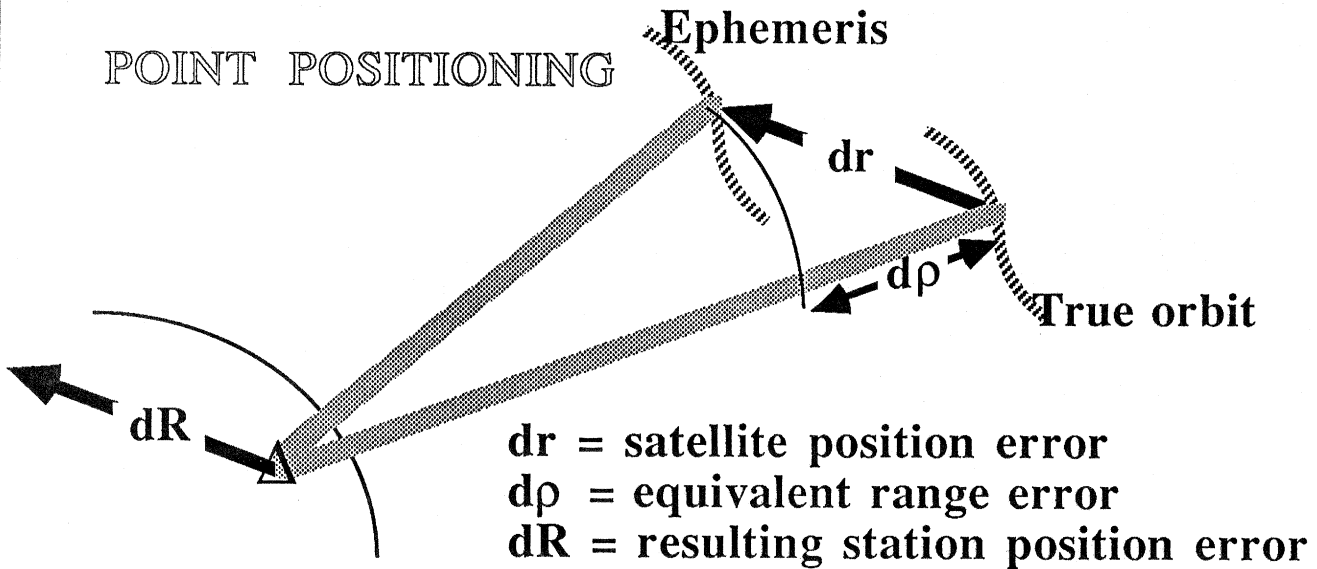 POINT POSITIONING
Ephemeris
dr
dρ
True orbit
dR
dr = satellite position error
dρ = equivalent range error
dR = resulting station position error